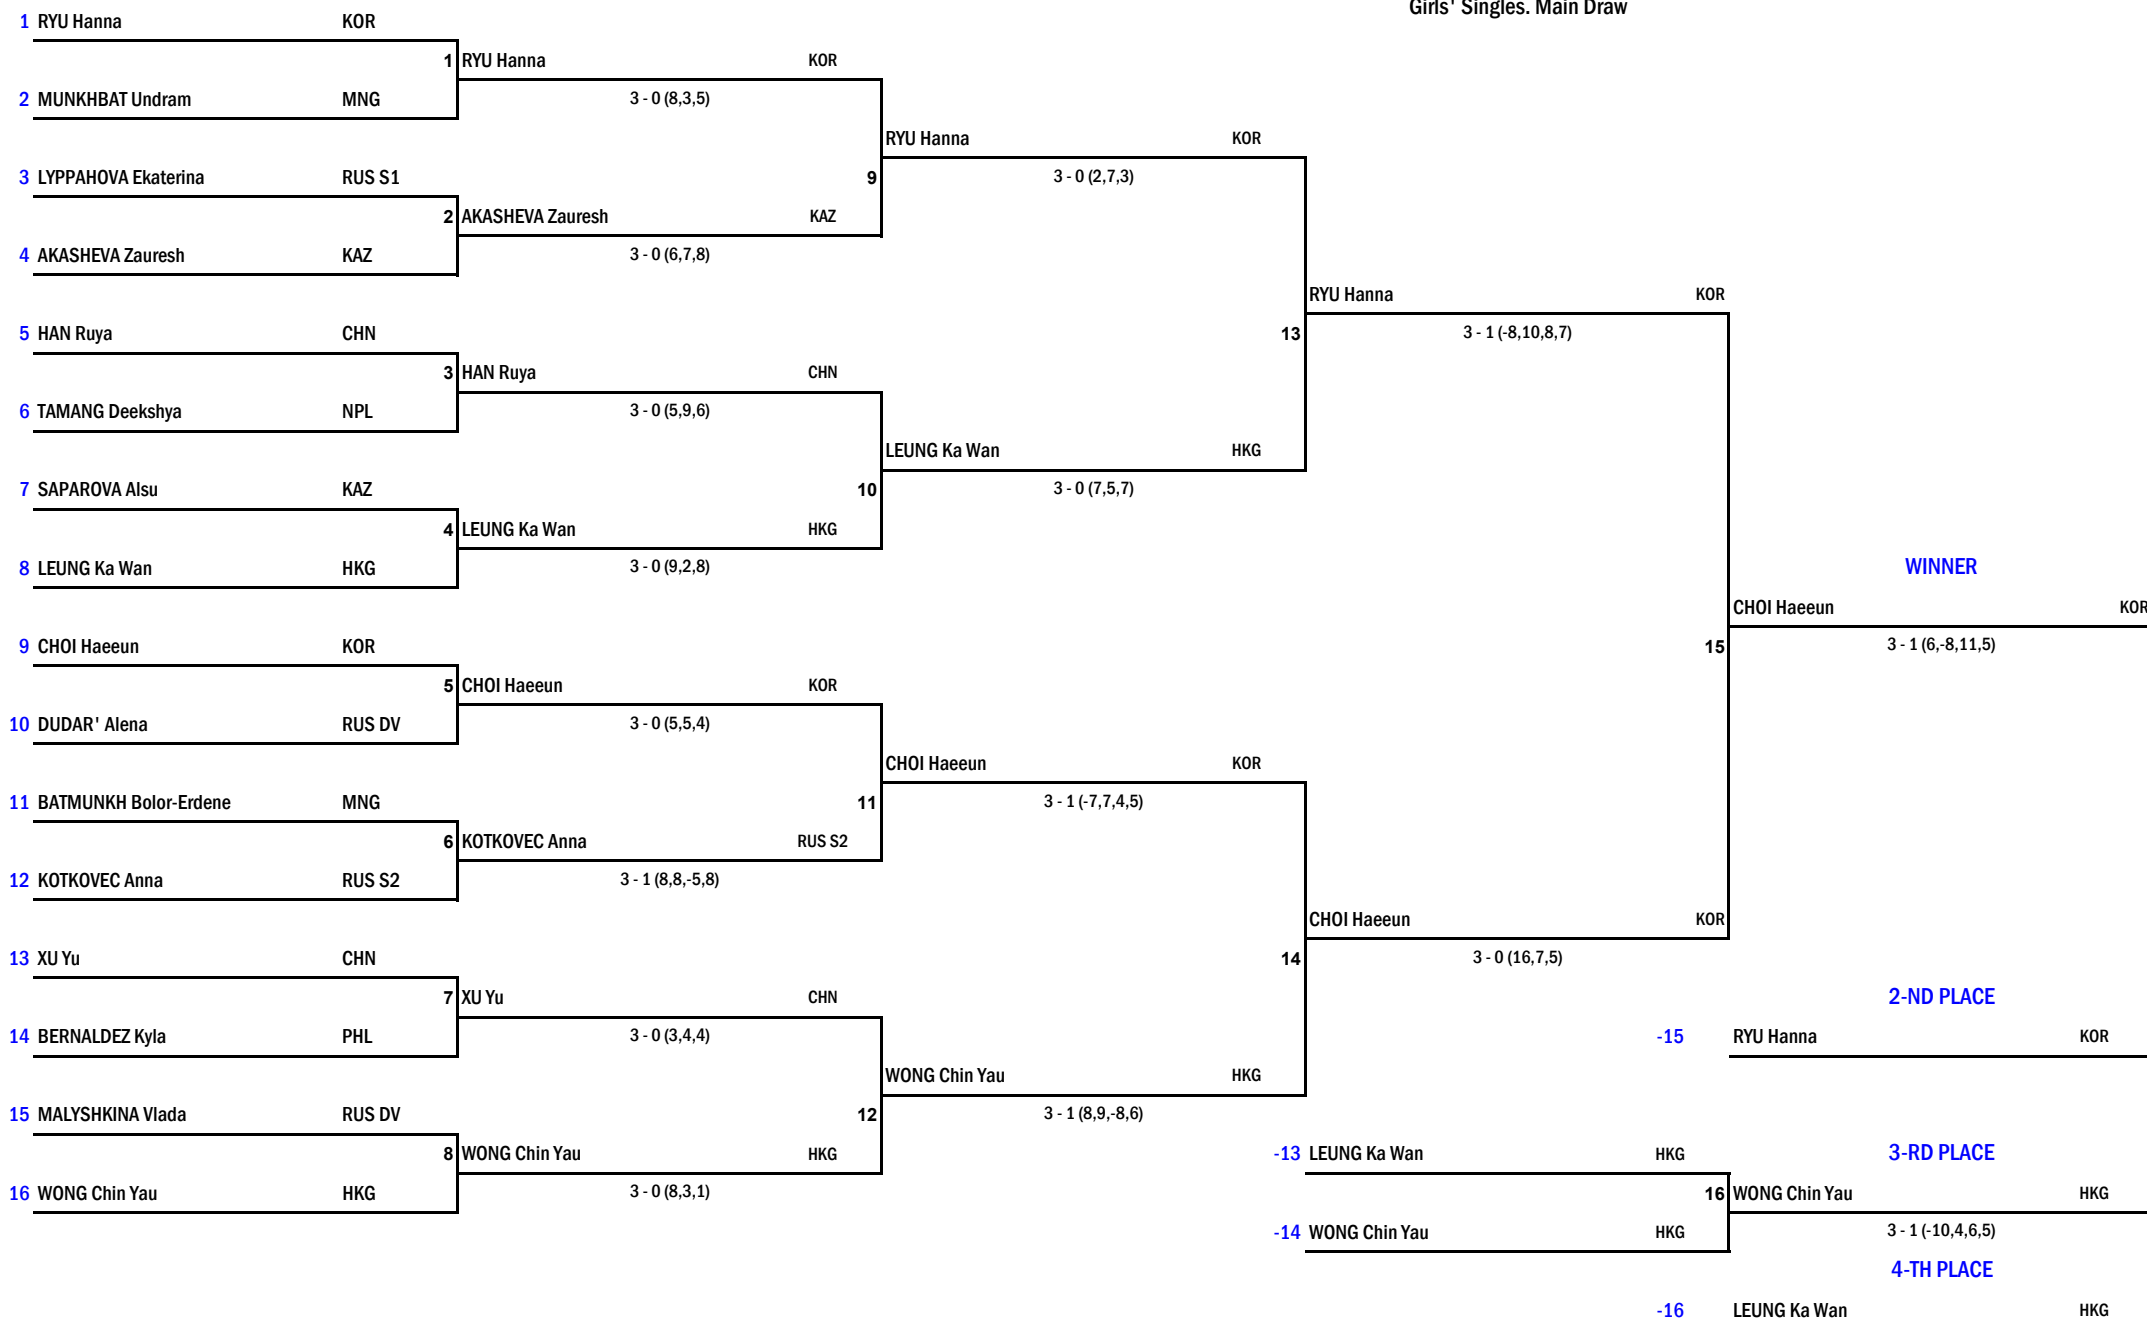 Girls' Singles. Main Draw
1 RYU Hanna KOR
1 RYU Hanna KOR
2 MUNKHBAT Undram MNG 3 - 0 (8,3,5)
RYU Hanna KOR
3 LYPPAHOVA Ekaterina RUS S1 9 3 - 0 (2,7,3)
2 AKASHEVA Zauresh KAZ
4 AKASHEVA Zauresh KAZ 3 - 0 (6,7,8)
RYU Hanna KOR
5 HAN Ruya CHN 13 3 - 1 (-8,10,8,7)
3 HAN Ruya CHN
6 TAMANG Deekshya NPL 3 - 0 (5,9,6)
LEUNG Ka Wan HKG
7 SAPAROVA Alsu KAZ 10 3 - 0 (7,5,7)
4 LEUNG Ka Wan HKG
8 LEUNG Ka Wan HKG 3 - 0 (9,2,8) WINNER
CHOI Haeeun KOR
9 CHOI Haeeun KOR 15 3 - 1 (6,-8,11,5)
5 CHOI Haeeun KOR
10 DUDAR' Alena RUS DV 3 - 0 (5,5,4)
CHOI Haeeun KOR
11 BATMUNKH Bolor-Erdene MNG 11 3 - 1 (-7,7,4,5)
6 KOTKOVEC Anna RUS S2
12 KOTKOVEC Anna RUS S2 3 - 1 (8,8,-5,8)
CHOI Haeeun KOR
13 XU Yu CHN 14 3 - 0 (16,7,5)
7 XU Yu CHN 2-ND PLACE
14 BERNALDEZ Kyla PHL 3 - 0 (3,4,4) -15 RYU Hanna KOR
WONG Chin Yau HKG
15 MALYSHKINA Vlada RUS DV 12 3 - 1 (8,9,-8,6)
8 WONG Chin Yau HKG -13 LEUNG Ka Wan HKG 3-RD PLACE
16 WONG Chin Yau HKG 3 - 0 (8,3,1) 16 WONG Chin Yau HKG
-14 WONG Chin Yau HKG 3 - 1 (-10,4,6,5)
4-TH PLACE
-16 LEUNG Ka Wan HKG